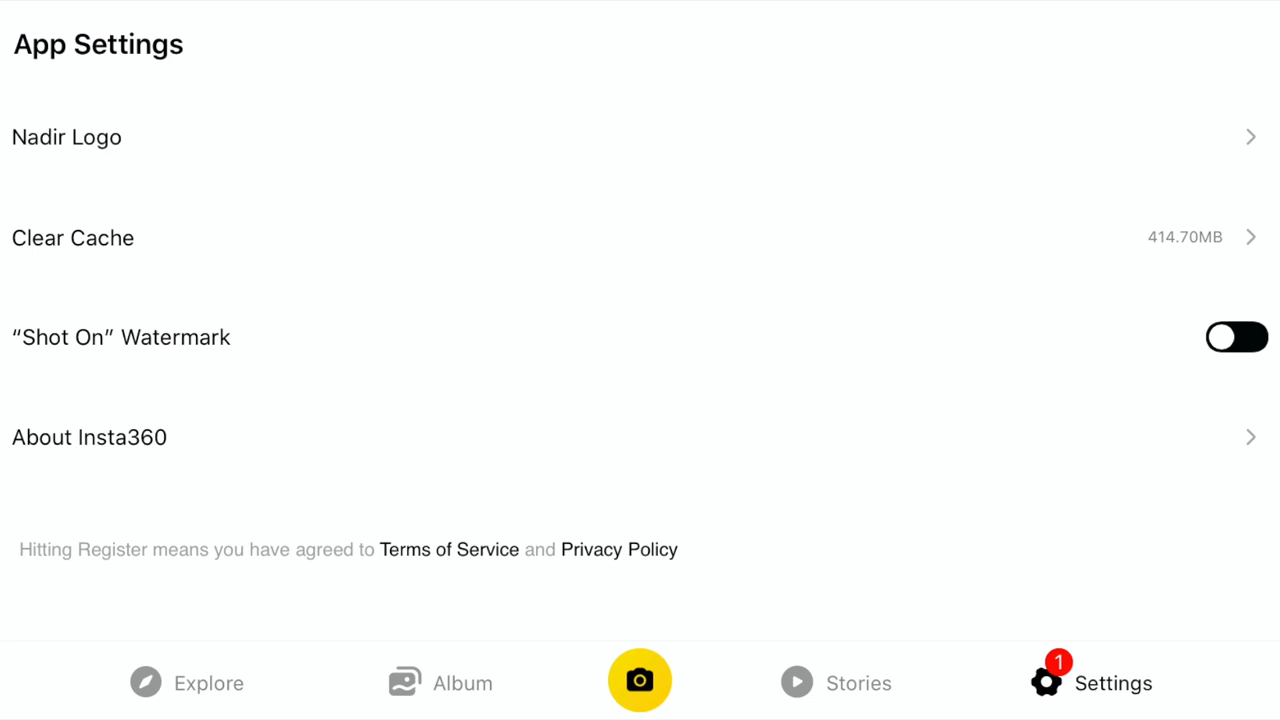 App Settings
Nadir Logo
Clear Cache 414.70MB
“Shot On” Watermark
About Insta360
Hitting Register means you have agreed to Terms of Service and Privacy Policy
Explore Album Stories 1 Settings